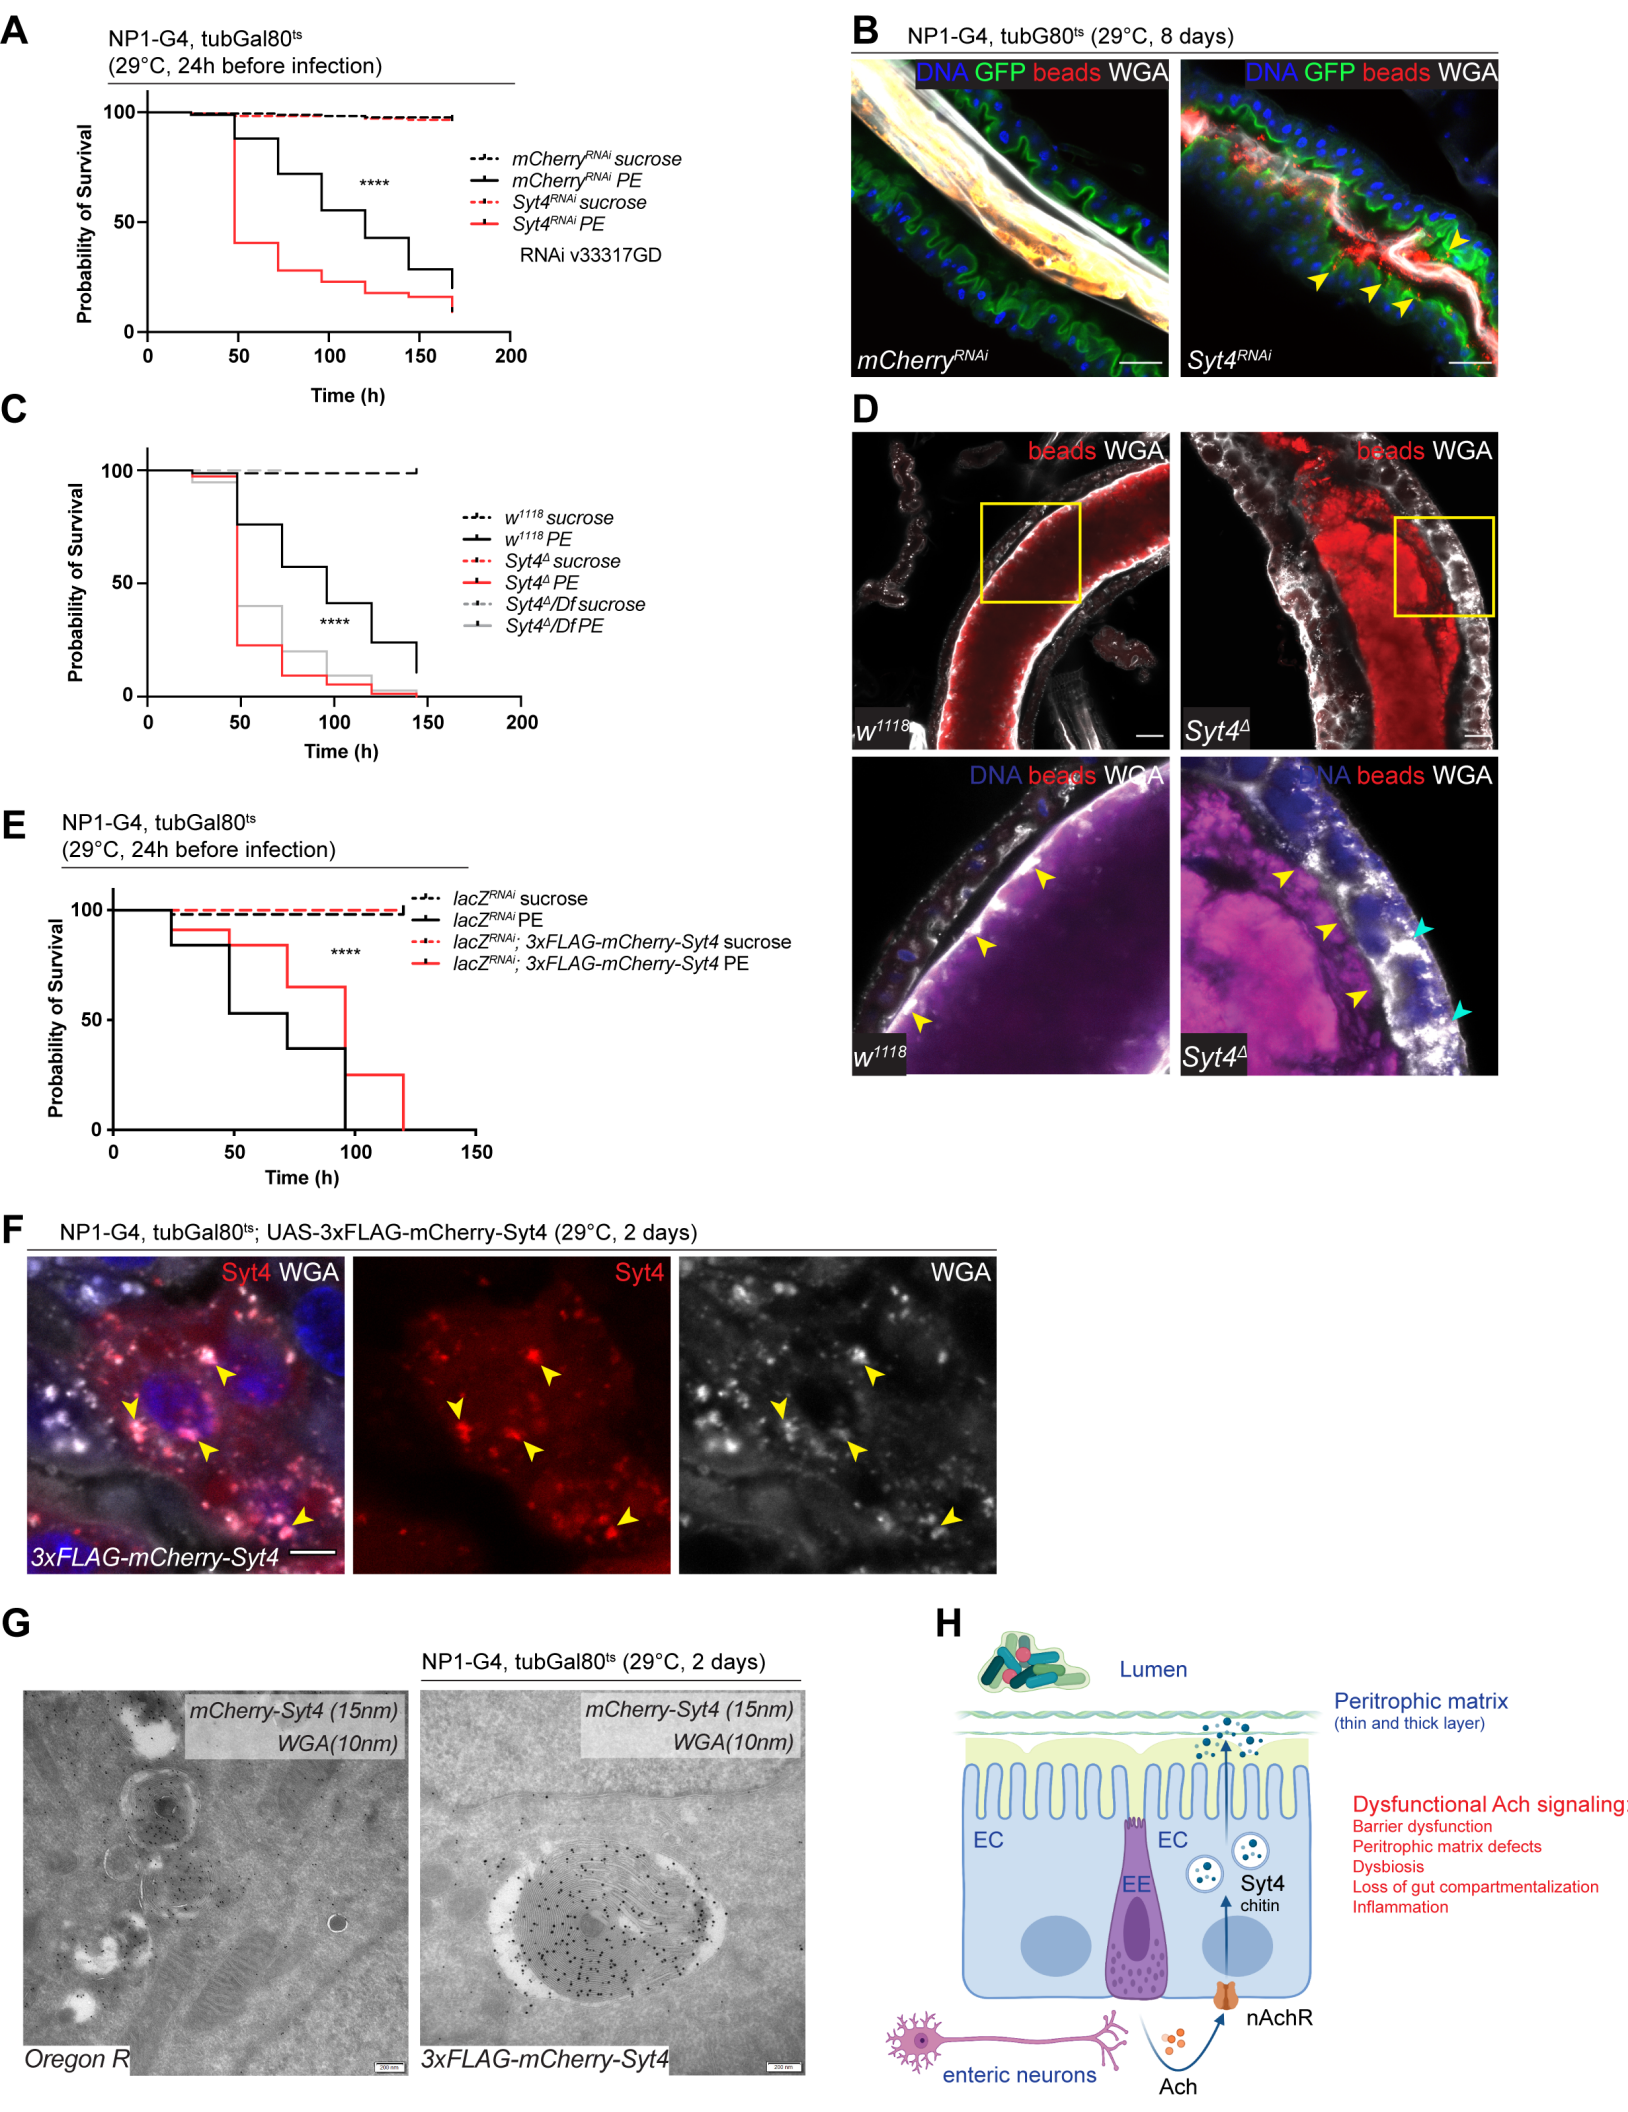 A
NP1-G4, tubGal80ts
(29°C, 24h before infection)
Probability of Survival
100
50
0
0
50
100
150
200
Time (h)
****
mCherryRNAi sucrose
mCherryRNAi PE
Syt4RNAi sucrose
Syt4RNAi PE
RNAi v33317GD
B
NP1-G4, tubG80ts (29°C, 8 days)
DNA GFP beads WGA
mCherryRNAi
DNA GFP beads WGA
Syt4RNAi
C
Probability of Survival
100
50
0
0
50
100
150
200
Time (h)
****
w1118 sucrose
w1118 PE
Syt4Δ sucrose
Syt4Δ PE
Syt4Δ/Df sucrose
Syt4Δ/Df PE
D
beads WGA
w1118
beads WGA
Syt4Δ
DNA beads WGA
w1118
DNA beads WGA
Syt4Δ
E
NP1-G4, tubGal80ts
(29°C, 24h before infection)
Probability of Survival
100
50
0
0
50
100
150
Time (h)
****
lacZRNAi sucrose
lacZRNAi PE
lacZRNAi; 3xFLAG-mCherry-Syt4 sucrose
lacZRNAi; 3xFLAG-mCherry-Syt4 PE
F
NP1-G4, tubGal80ts; UAS-3xFLAG-mCherry-Syt4 (29°C, 2 days)
Syt4 WGA
3xFLAG-mCherry-Syt4
Syt4
WGA
G
mCherry-Syt4 (15nm)
WGA(10nm)
Oregon R
200 nm
NP1-G4, tubGal80ts (29°C, 2 days)
mCherry-Syt4 (15nm)
WGA(10nm)
3xFLAG-mCherry-Syt4
200 nm
H
Lumen
Peritrophic matrix
(thin and thick layer)
EC
EC
EE
Syt4
chitin
nAchR
enteric neurons
Ach
Dysfunctional Ach signaling:
Barrier dysfunction
Peritrophic matrix defects
Dysbiosis
Loss of gut compartmentalization
Inflammation